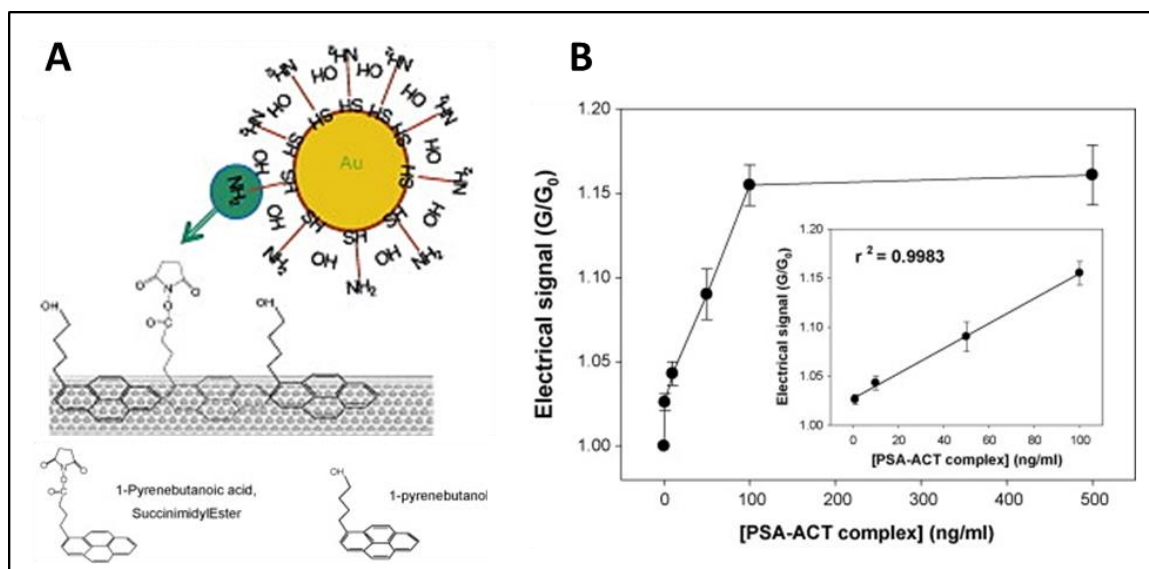 A
H₂N
NH₂
HO
OH
SH
HS
Au
O
N
O
O
O
OH
OH
1-Pyrenebutanoic acid,
SuccinimidylEster
HO
1-pyrenebutanol
B
Electrical signal (G/G₀)
1.20
1.15
1.10
1.05
1.00
0
100
200
300
400
500
[PSA-ACT complex] (ng/ml)
r² = 0.9983
Electrical signal (G/G₀)
1.20
1.15
1.10
1.05
1.00
0
20
40
60
80
100
[PSA-ACT complex] (ng/ml)